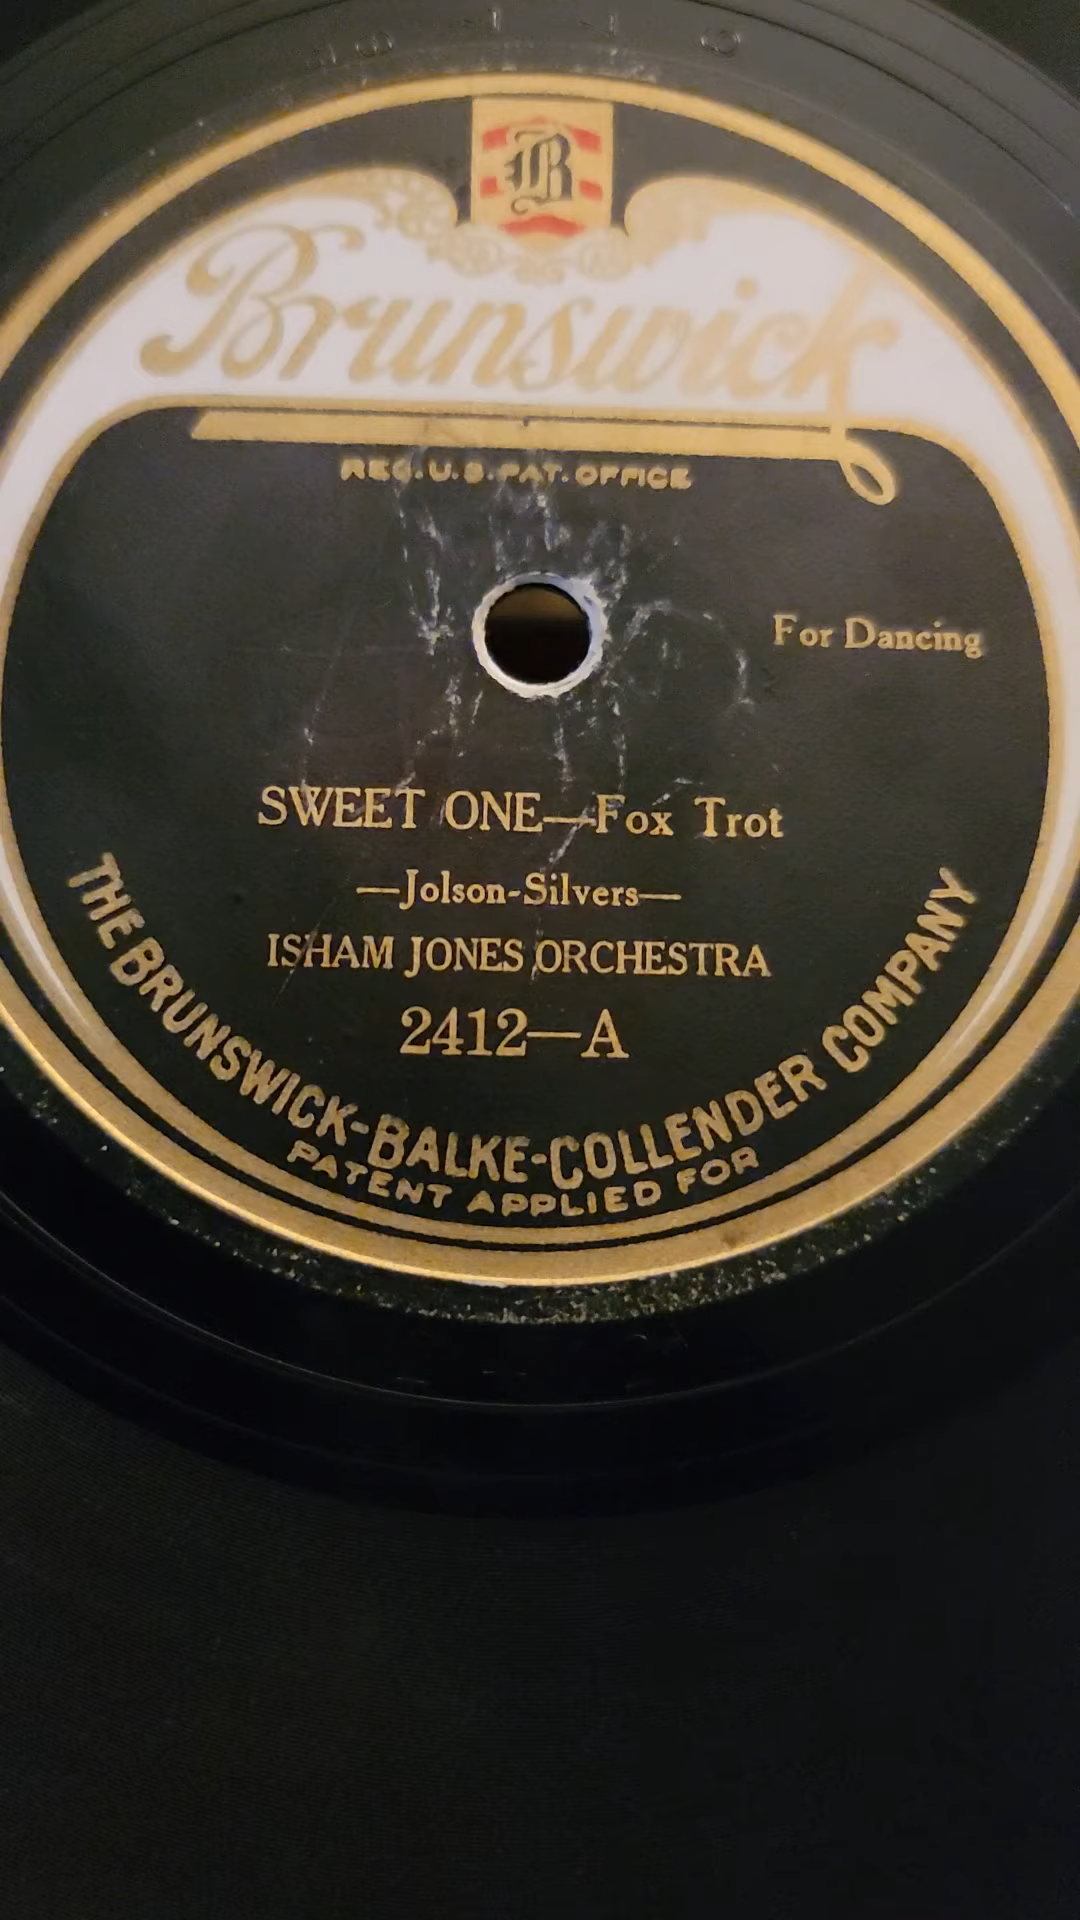 B
Brunswick
REG. U.S. PAT. OFFICE
For Dancing
SWEET ONE—Fox Trot
—Jolson-Silvers—
ISHAM JONES ORCHESTRA
2412—A
THE BRUNSWICK-BALKE-COLLENDER COMPANY
PATENT APPLIED FOR